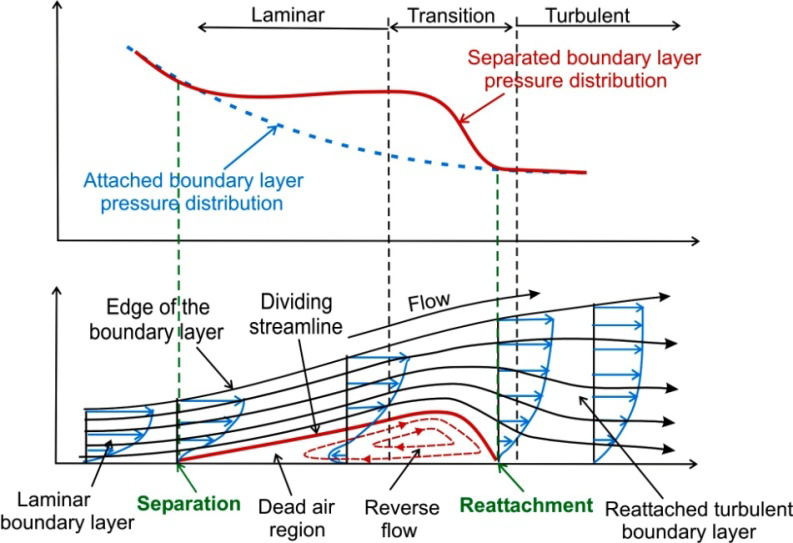 Laminar
Transition
Turbulent
Separated boundary layer
pressure distribution
Attached boundary layer
pressure distribution
Edge of the
boundary layer
Dividing
streamline
Flow
Laminar
boundary layer
Separation
Dead air
region
Reverse
flow
Reattachment
Reattached turbulent
boundary layer